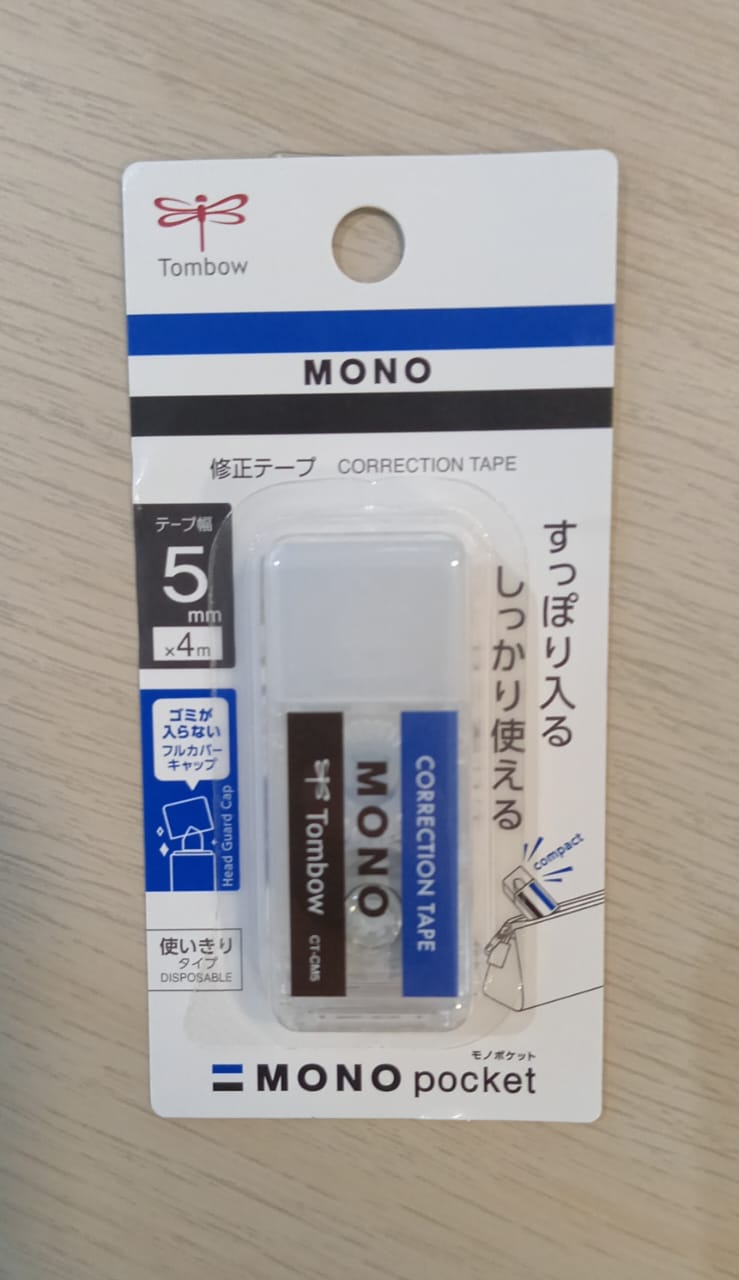 Tombow
MONO
修正テープ CORRECTION TAPE
テープ幅
5
mm
×4m
すっぽり入る
しっかり使える
ゴミが
入らない
フルカバー
キャップ
Head Guard Cap
CORRECTION TAPE
MONO
Tombow CT-CM5
compact
使いきり
タイプ
DISPOSABLE
モノポケット
MONO pocket